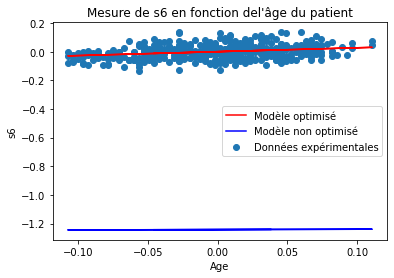 Mesure de s6 en fonction del'âge du patient
0.2
0.0
−0.2
−0.4
−0.6
−0.8
−1.0
−1.2
s6
Modèle optimisé
Modèle non optimisé
Données expérimentales
−0.10
−0.05
0.00
0.05
0.10
Age